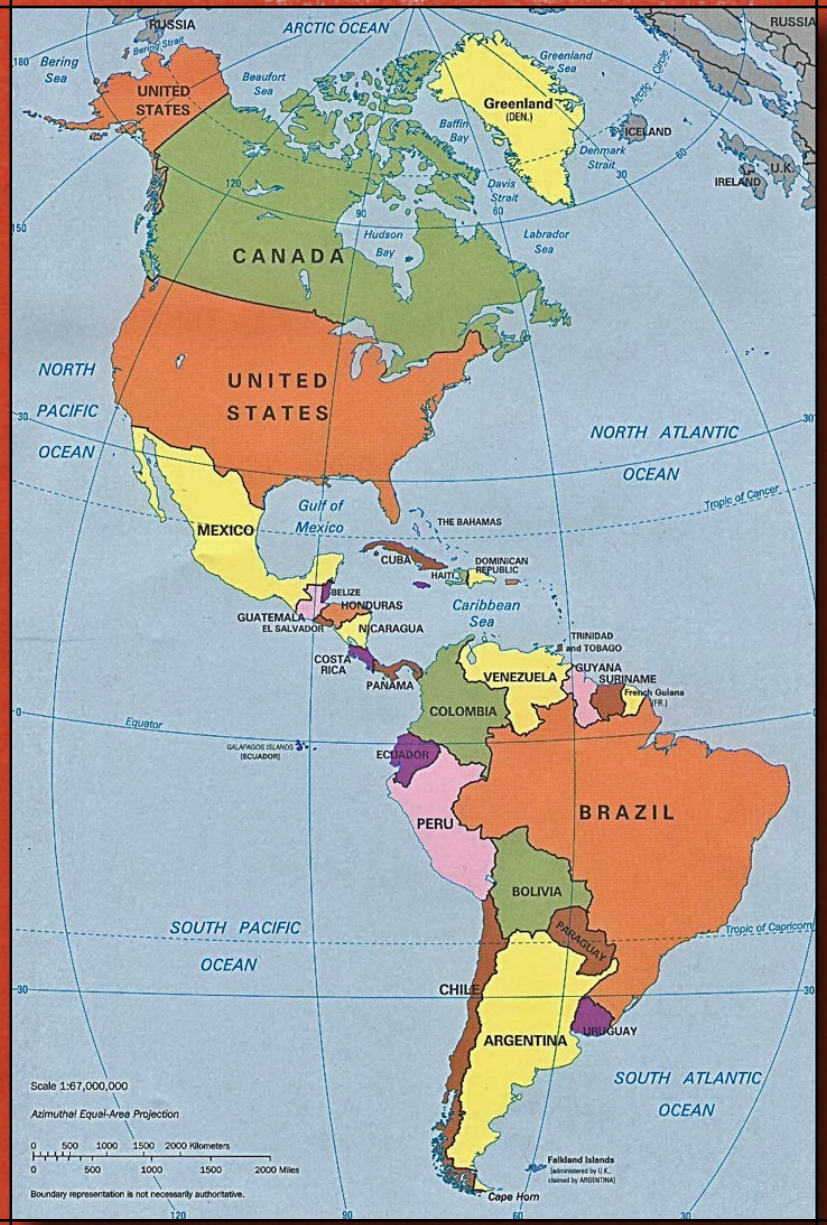 RUSSIA
ARCTIC OCEAN
RUSSIA
180
Bering
Sea
Bering Strait
Beaufort
Sea
Greenland
Sea
UNITED
STATES
Greenland
(DEN.)
Arctic Circle
Baffin
Bay
ICELAND
Denmark
Strait
60
U.K.
IRELAND
30
120
Davis
Strait
60
90
150
Hudson
Bay
Labrador
Sea
CANADA
NORTH
PACIFIC
OCEAN
UNITED
STATES
30
30
NORTH ATLANTIC
OCEAN
Tropic of Cancer
Gulf of
Mexico
THE BAHAMAS
MEXICO
CUBA
HAITI
DOMINICAN
REPUBLIC
BELIZE
HONDURAS
GUATEMALA
EL SALVADOR
NICARAGUA
Caribbean
Sea
COSTA
RICA
PANAMA
TRINIDAD
and TOBAGO
VENEZUELA
GUYANA
SURINAME
French Guiana
(FR.)
COLOMBIA
0
0
Equator
GALAPAGOS ISLANDS
(ECUADOR)
ECUADOR
PERU
BRAZIL
BOLIVIA
SOUTH PACIFIC
OCEAN
PARAGUAY
Tropic of Capricorn
30
30
CHILE
ARGENTINA
URUGUAY
SOUTH ATLANTIC
OCEAN
Scale 1:67,000,000
Azimuthal Equal-Area Projection
0 500 1000 1500 2000 Kilometers
0 500 1000 1500 2000 Miles
Boundary representation is not necessarily authoritative.
Falkland Islands
(administered by U.K.,
claimed by ARGENTINA)
Cape Horn
120
90
60
30